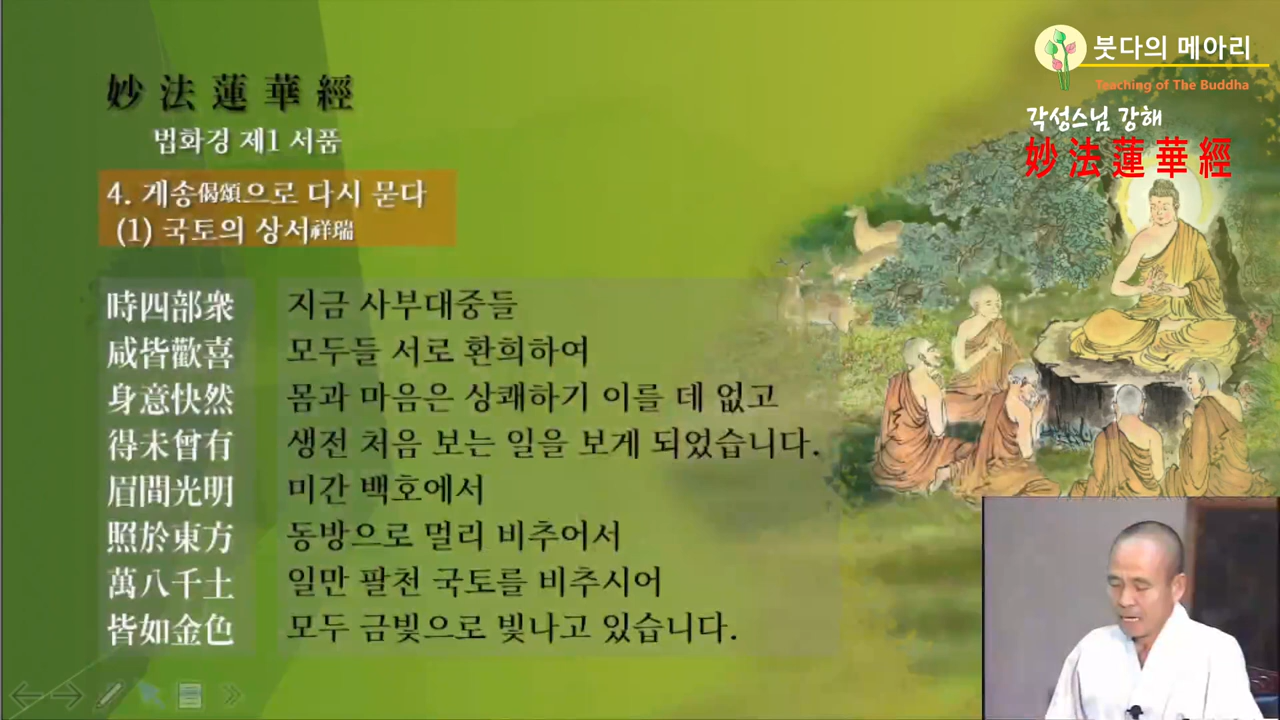 妙法蓮華經
법화경 제1 서품
4. 게송偈頌으로 다시 묻다
(1) 국토의 상서祥瑞
時四部衆 지금 사부대중들
咸皆歡喜 모두들 서로 환희하여
身意快然 몸과 마음은 상쾌하기 이를 데 없고
得未曾有 생전 처음 보는 일을 보게 되었습니다.
眉間光明 미간 백호에서
照於東方 동방으로 멀리 비추어서
萬八千土 일만 팔천 국토를 비추시어
皆如金色 모두 금빛으로 빛나고 있습니다.
붓다의 메아리
Teaching of The Buddha
각성스님 강해
妙法蓮華經